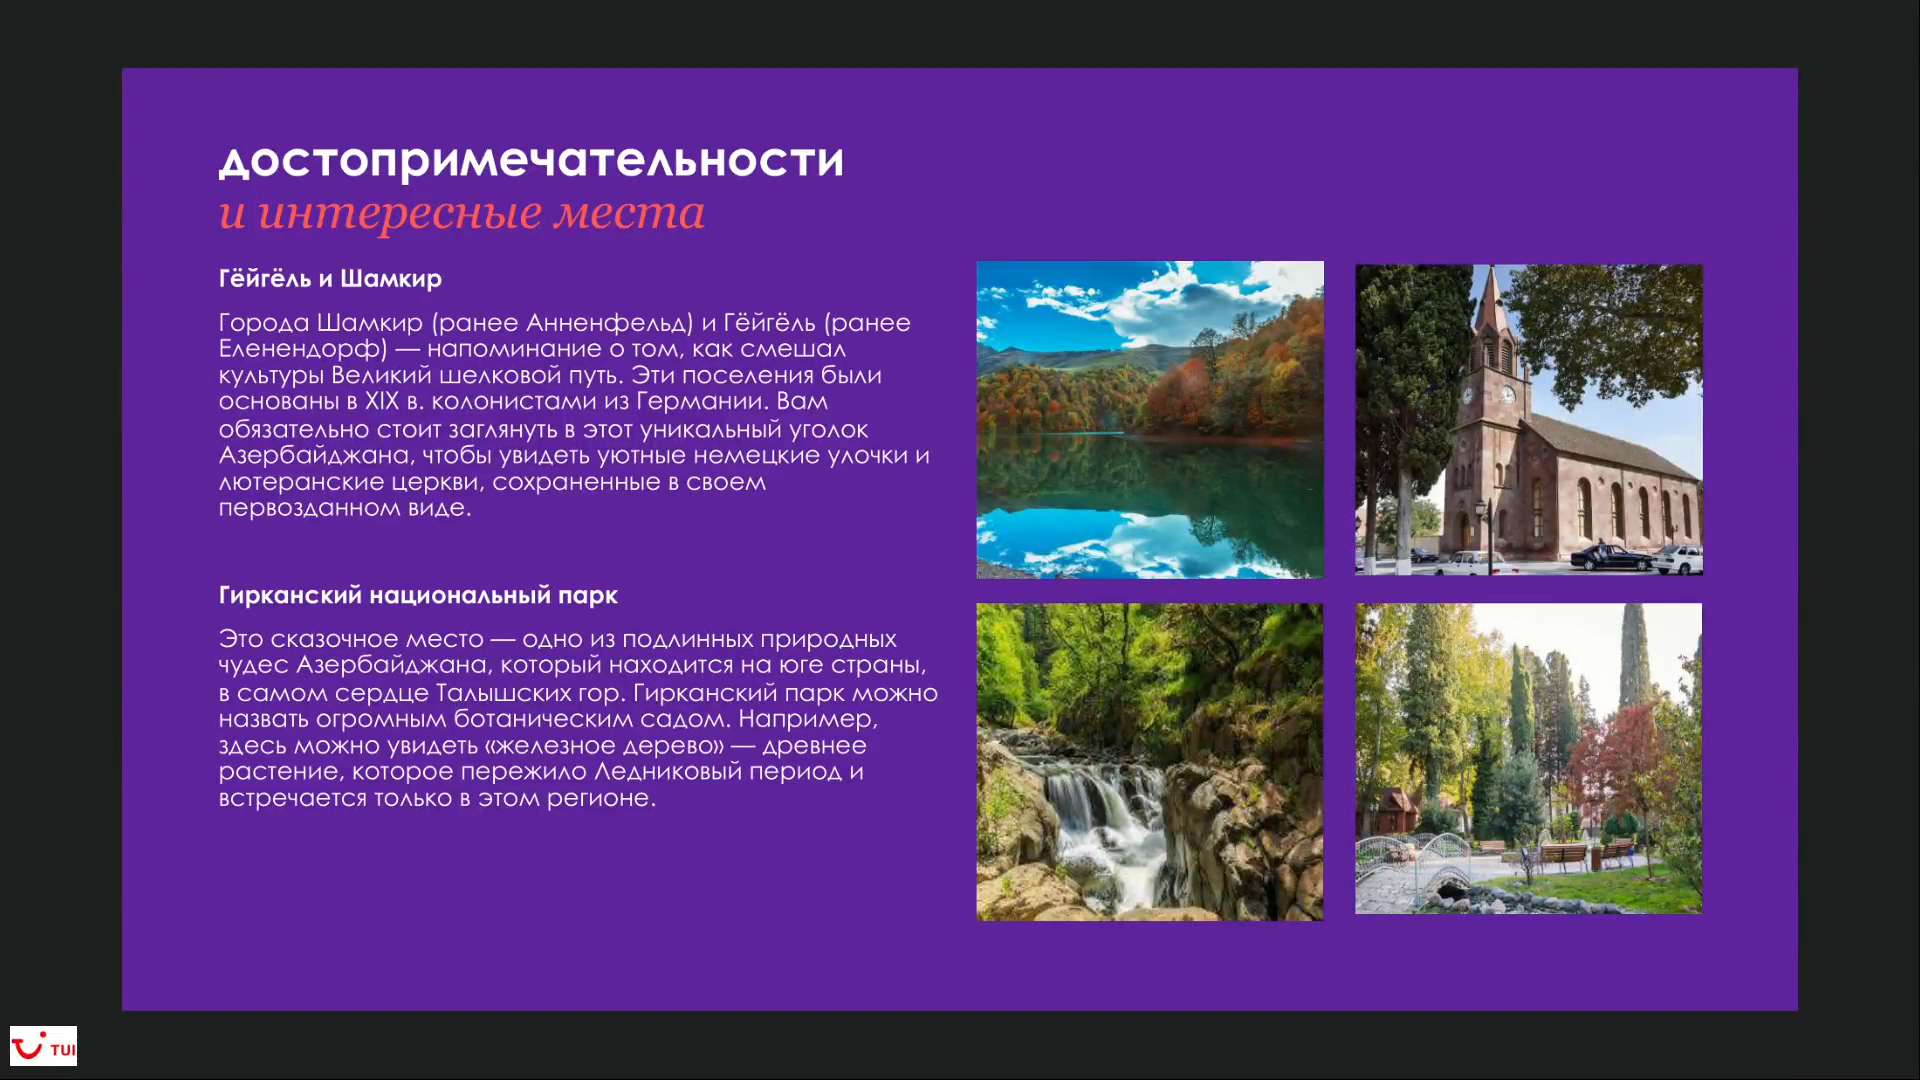 достопримечательности
и интересные места
Гёйгёль и Шамкир
Города Шамкир (ранее Анненфельд) и Гёйгёль (ранее
Еленендорф) — напоминание о том, как смешал
культуры Великий шелковой путь. Эти поселения были
основаны в XIX в. колонистами из Германии. Вам
обязательно стоит заглянуть в этот уникальный уголок
Азербайджана, чтобы увидеть уютные немецкие улочки и
лютеранские церкви, сохраненные в своем
первозданном виде.
Гирканский национальный парк
Это сказочное место — одно из подлинных природных
чудес Азербайджана, который находится на юге страны,
в самом сердце Талышских гор. Гирканский парк можно
назвать огромным ботаническим садом. Например,
здесь можно увидеть «железное дерево» — древнее
растение, которое пережило Ледниковый период и
встречается только в этом регионе.
TUI